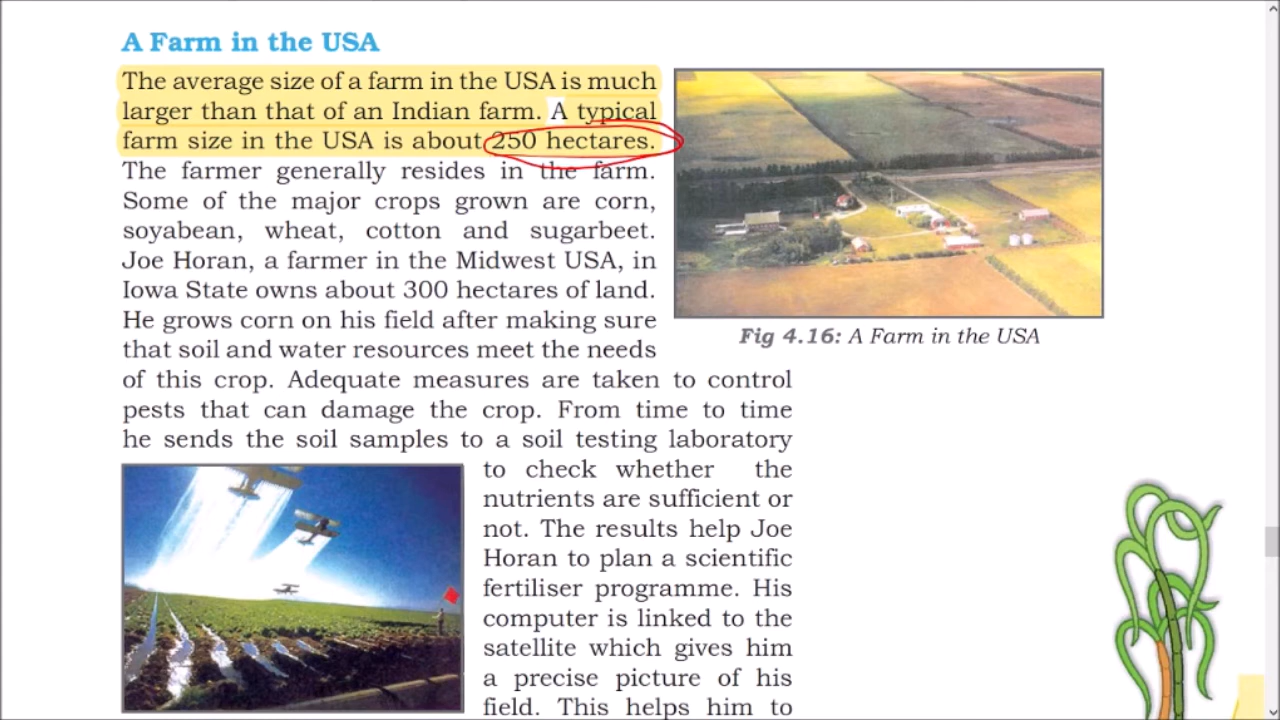 A Farm in the USA
The average size of a farm in the USA is much
larger than that of an Indian farm. A typical
farm size in the USA is about 250 hectares.
The farmer generally resides in the farm.
Some of the major crops grown are corn,
soyabean, wheat, cotton and sugarbeet.
Joe Horan, a farmer in the Midwest USA, in
Iowa State owns about 300 hectares of land.
He grows corn on his field after making sure
that soil and water resources meet the needs
of this crop. Adequate measures are taken to control
pests that can damage the crop. From time to time
he sends the soil samples to a soil testing laboratory
to check whether the
nutrients are sufficient or
not. The results help Joe
Horan to plan a scientific
fertiliser programme. His
computer is linked to the
satellite which gives him
a precise picture of his
field. This helps him to
Fig 4.16: A Farm in the USA